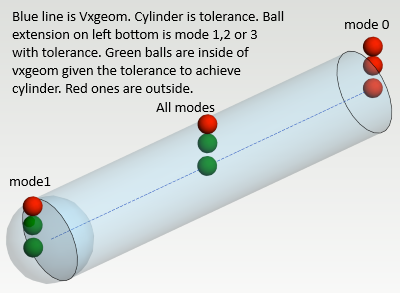 Blue line is Vxgeom. Cylinder is tolerance. Ball
extension on left bottom is mode 1,2 or 3
with tolerance. Green balls are inside of
vxgeom given the tolerance to achieve
cylinder. Red ones are outside.
mode 0
All modes
mode1